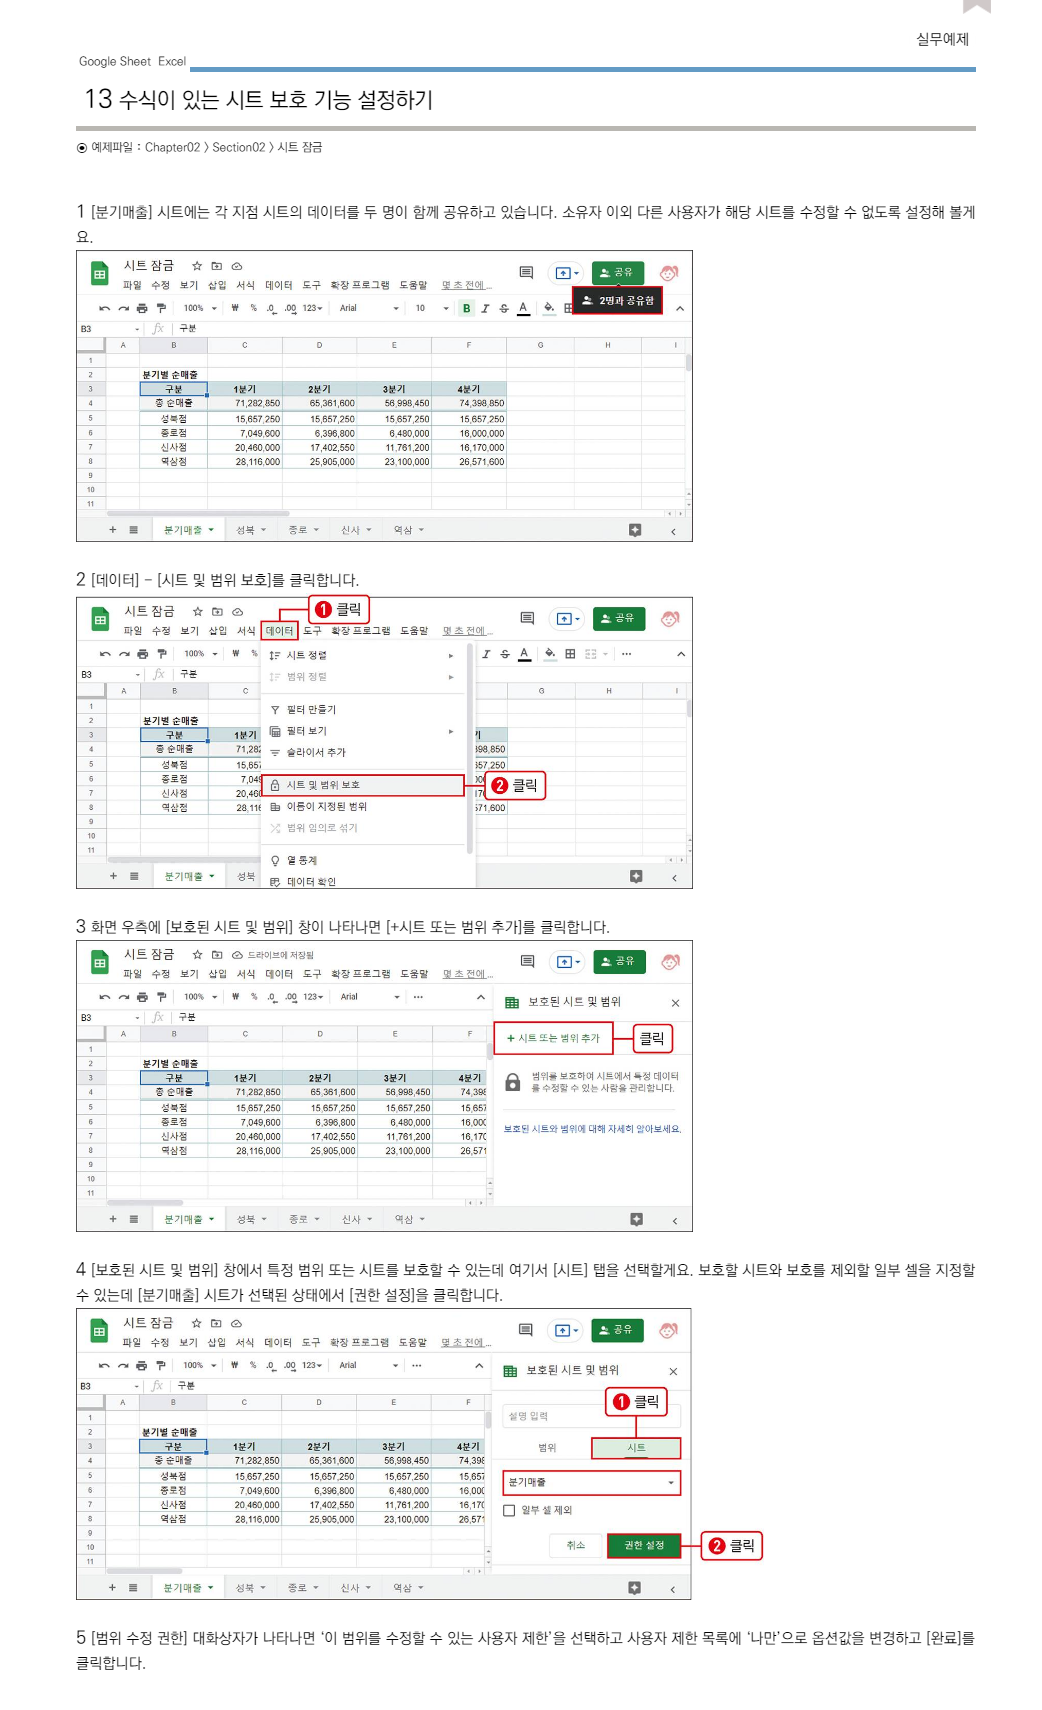 실무예제
Google Sheet Excel
13 수식이 있는 시트 보호 기능 설정하기
예제파일 : Chapter02 > Section02 > 시트 잠금
1 [분기매출] 시트에는 각 지점 시트의 데이터를 두 명이 함께 공유하고 있습니다. 소유자 이외 다른 사용자가 해당 시트를 수정할 수 없도록 설정해 볼게
요.
시트 잠금
공유
파일 수정 보기 삽입 서식 데이터 도구 확장 프로그램 도움말 몇 초 전에...
2명과 공유함
100% ₩ % .0 .00 123 Arial 10 B I S A
B3 fx 구분
A B C D E F G H I
1
2 분기별 순매출
3 구분 1분기 2분기 3분기 4분기
4 총 순매출 71,282,850 65,361,600 56,998,450 74,398,850
5 성북점 15,657,250 15,657,250 15,657,250 15,657,250
6 종로점 7,049,600 6,396,800 6,480,000 16,000,000
7 신사점 20,460,000 17,402,550 11,761,200 16,170,000
8 역삼점 28,116,000 25,905,000 23,100,000 26,571,600
9
10
11
+ 분기매출 성북 종로 신사 역삼
2 [데이터] - [시트 및 범위 보호]를 클릭합니다.
시트 잠금
1 클릭
공유
파일 수정 보기 삽입 서식 데이터 도구 확장 프로그램 도움말 몇 초 전에...
100% ₩ % I S A
시트 정렬
B3 fx 구분
범위 정렬
A B C G H I
1 필터 만들기
2 분기별 순매출
3 구분 1분기 필터 보기 기
4 총 순매출 71,282 슬라이서 추가 398,850
5 성북점 15,657 657,250
6 종로점 7,049 시트 및 범위 보호 2 클릭
7 신사점 20,460 이름이 지정된 범위
8 역삼점 28,116 571,600
9 범위 임의로 섞기
10
11 열 통계
+ 분기매출 성북 데이터 확인
3 화면 우측에 [보호된 시트 및 범위] 창이 나타나면 [+시트 또는 범위 추가]를 클릭합니다.
시트 잠금 드라이브에 저장됨
공유
파일 수정 보기 삽입 서식 데이터 도구 확장 프로그램 도움말 몇 초 전에...
100% ₩ % .0 .00 123 Arial ...
보호된 시트 및 범위 ×
B3 fx 구분
A B C D E F
+ 시트 또는 범위 추가 클릭
1
2 분기별 순매출
3 구분 1분기 2분기 3분기 4분기
4 총 순매출 71,282,850 65,361,600 56,998,450 74,398
5 성북점 15,657,250 15,657,250 15,657,250 15,657
6 종로점 7,049,600 6,396,800 6,480,000 16,000
7 신사점 20,460,000 17,402,550 11,761,200 16,170
8 역삼점 28,116,000 25,905,000 23,100,000 26,571
9
10
11
범위를 보호하여 시트에서 특정 데이터
를 수정할 수 있는 사람을 관리합니다.
보호된 시트와 범위에 대해 자세히 알아보세요.
+ 분기매출 성북 종로 신사 역삼
4 [보호된 시트 및 범위] 창에서 특정 범위 또는 시트를 보호할 수 있는데 여기서 [시트] 탭을 선택할게요. 보호할 시트와 보호를 제외할 일부 셀을 지정할
수 있는데 [분기매출] 시트가 선택된 상태에서 [권한 설정]을 클릭합니다.
시트 잠금
공유
파일 수정 보기 삽입 서식 데이터 도구 확장 프로그램 도움말 몇 초 전에...
100% ₩ % .0 .00 123 Arial ...
보호된 시트 및 범위 ×
B3 fx 구분
A B C D E F
1
2 분기별 순매출
3 구분 1분기 2분기 3분기 4분기
4 총 순매출 71,282,850 65,361,600 56,998,450 74,398
5 성북점 15,657,250 15,657,250 15,657,250 15,657
6 종로점 7,049,600 6,396,800 6,480,000 16,000
7 신사점 20,460,000 17,402,550 11,761,200 16,170
8 역삼점 28,116,000 25,905,000 23,100,000 26,571
9
10
11
1 클릭
설명 입력
범위 시트
분기매출
일부 셀 제외
취소 권한 설정 2 클릭
+ 분기매출 성북 종로 신사 역삼
5 [범위 수정 권한] 대화상자가 나타나면 ‘이 범위를 수정할 수 있는 사용자 제한’을 선택하고 사용자 제한 목록에 ‘나만’으로 옵션값을 변경하고 [완료]를
클릭합니다.